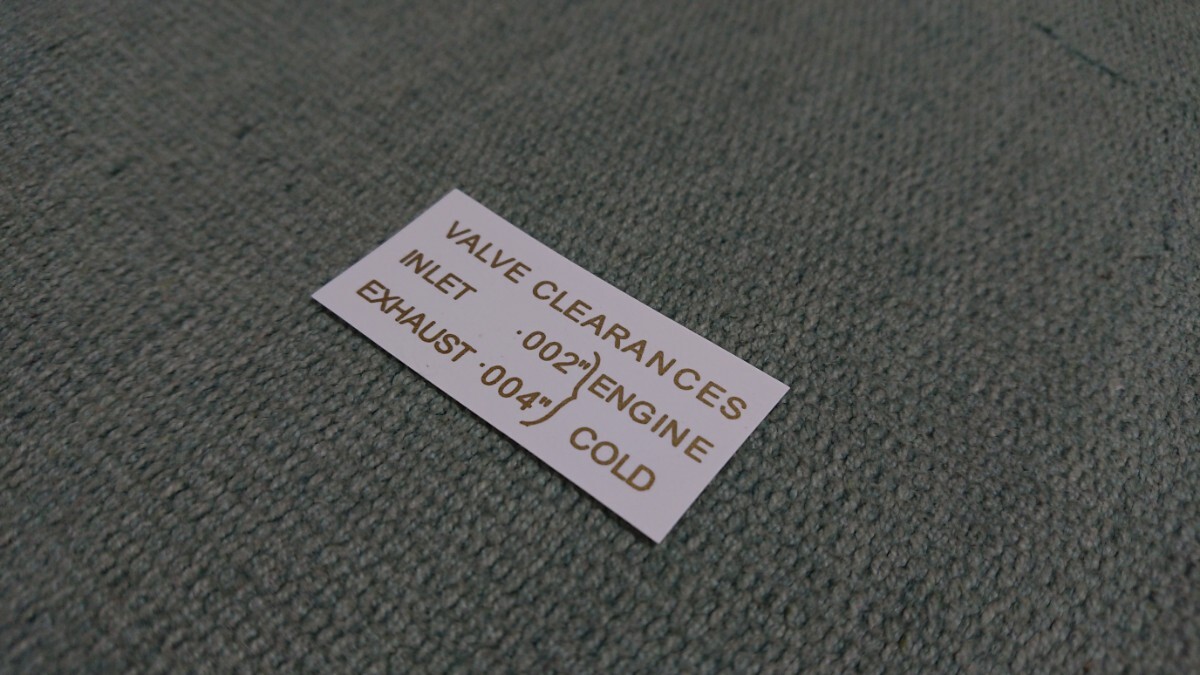 VALVE CLEARANCES
INLET ·002" } ENGINE
EXHAUST ·004" } COLD